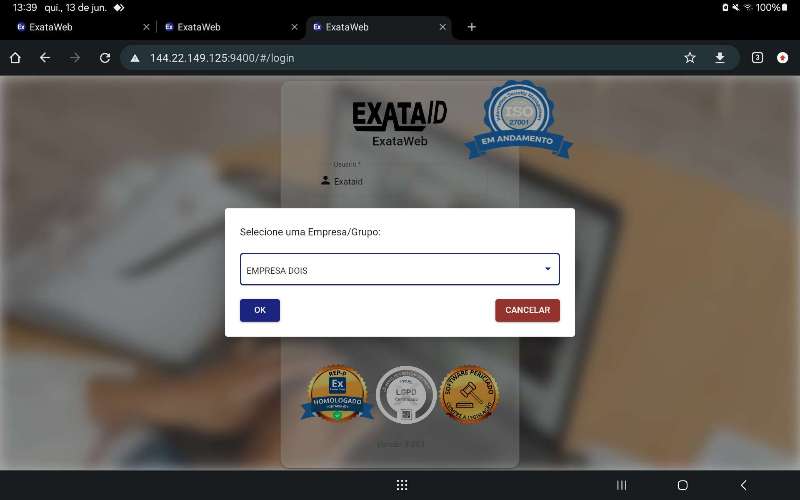 13:39 qui., 13 de jun.
100%
ExataWeb
ExataWeb
ExataWeb
144.22.149.125:9400/#/login
3
EXATAID
ExataWeb
ISO
27001
EM ANDAMENTO
Usuário *
Exataid
Selecione uma Empresa/Grupo:
EMPRESA DOIS
OK
CANCELAR
REP-P
Ex
HOMOLOGADO
LGPD
SOFTWARE PERICIADO